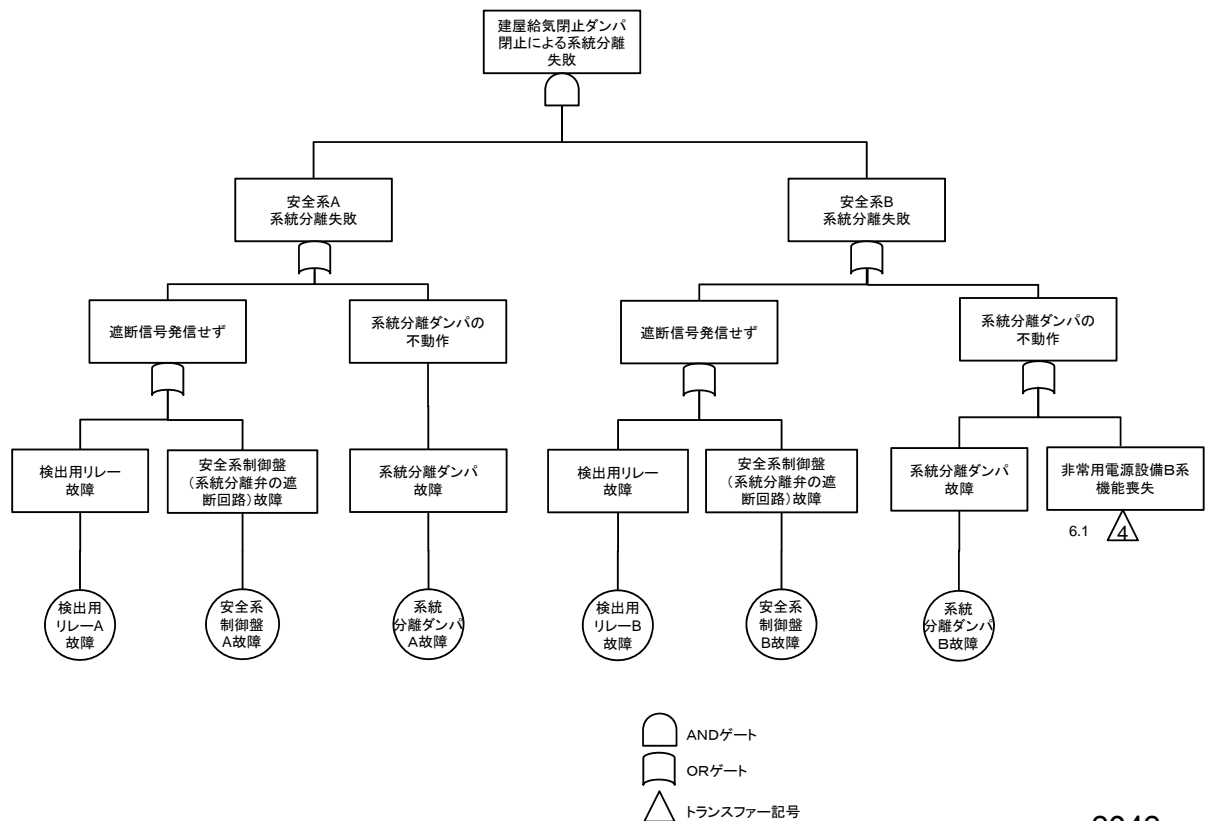 建屋給気閉止ダンパ
閉止による系統分離
失敗
安全系A
系統分離失敗
安全系B
系統分離失敗
遮断信号発信せず
系統分離ダンパの
不動作
遮断信号発信せず
系統分離ダンパの
不動作
検出用リレー
故障
安全系制御盤
（系統分離弁の遮
断回路）故障
系統分離ダンパ
故障
検出用リレー
故障
安全系制御盤
（系統分離弁の遮
断回路）故障
系統分離ダンパ
故障
非常用電源設備B系
機能喪失
6.1
4
検出用
リレーA
故障
安全系
制御盤
A故障
系統
分離ダンパ
A故障
検出用
リレーB
故障
安全系
制御盤
B故障
系統
分離ダンパ
B故障
ANDゲート
ORゲート
トランスファー記号